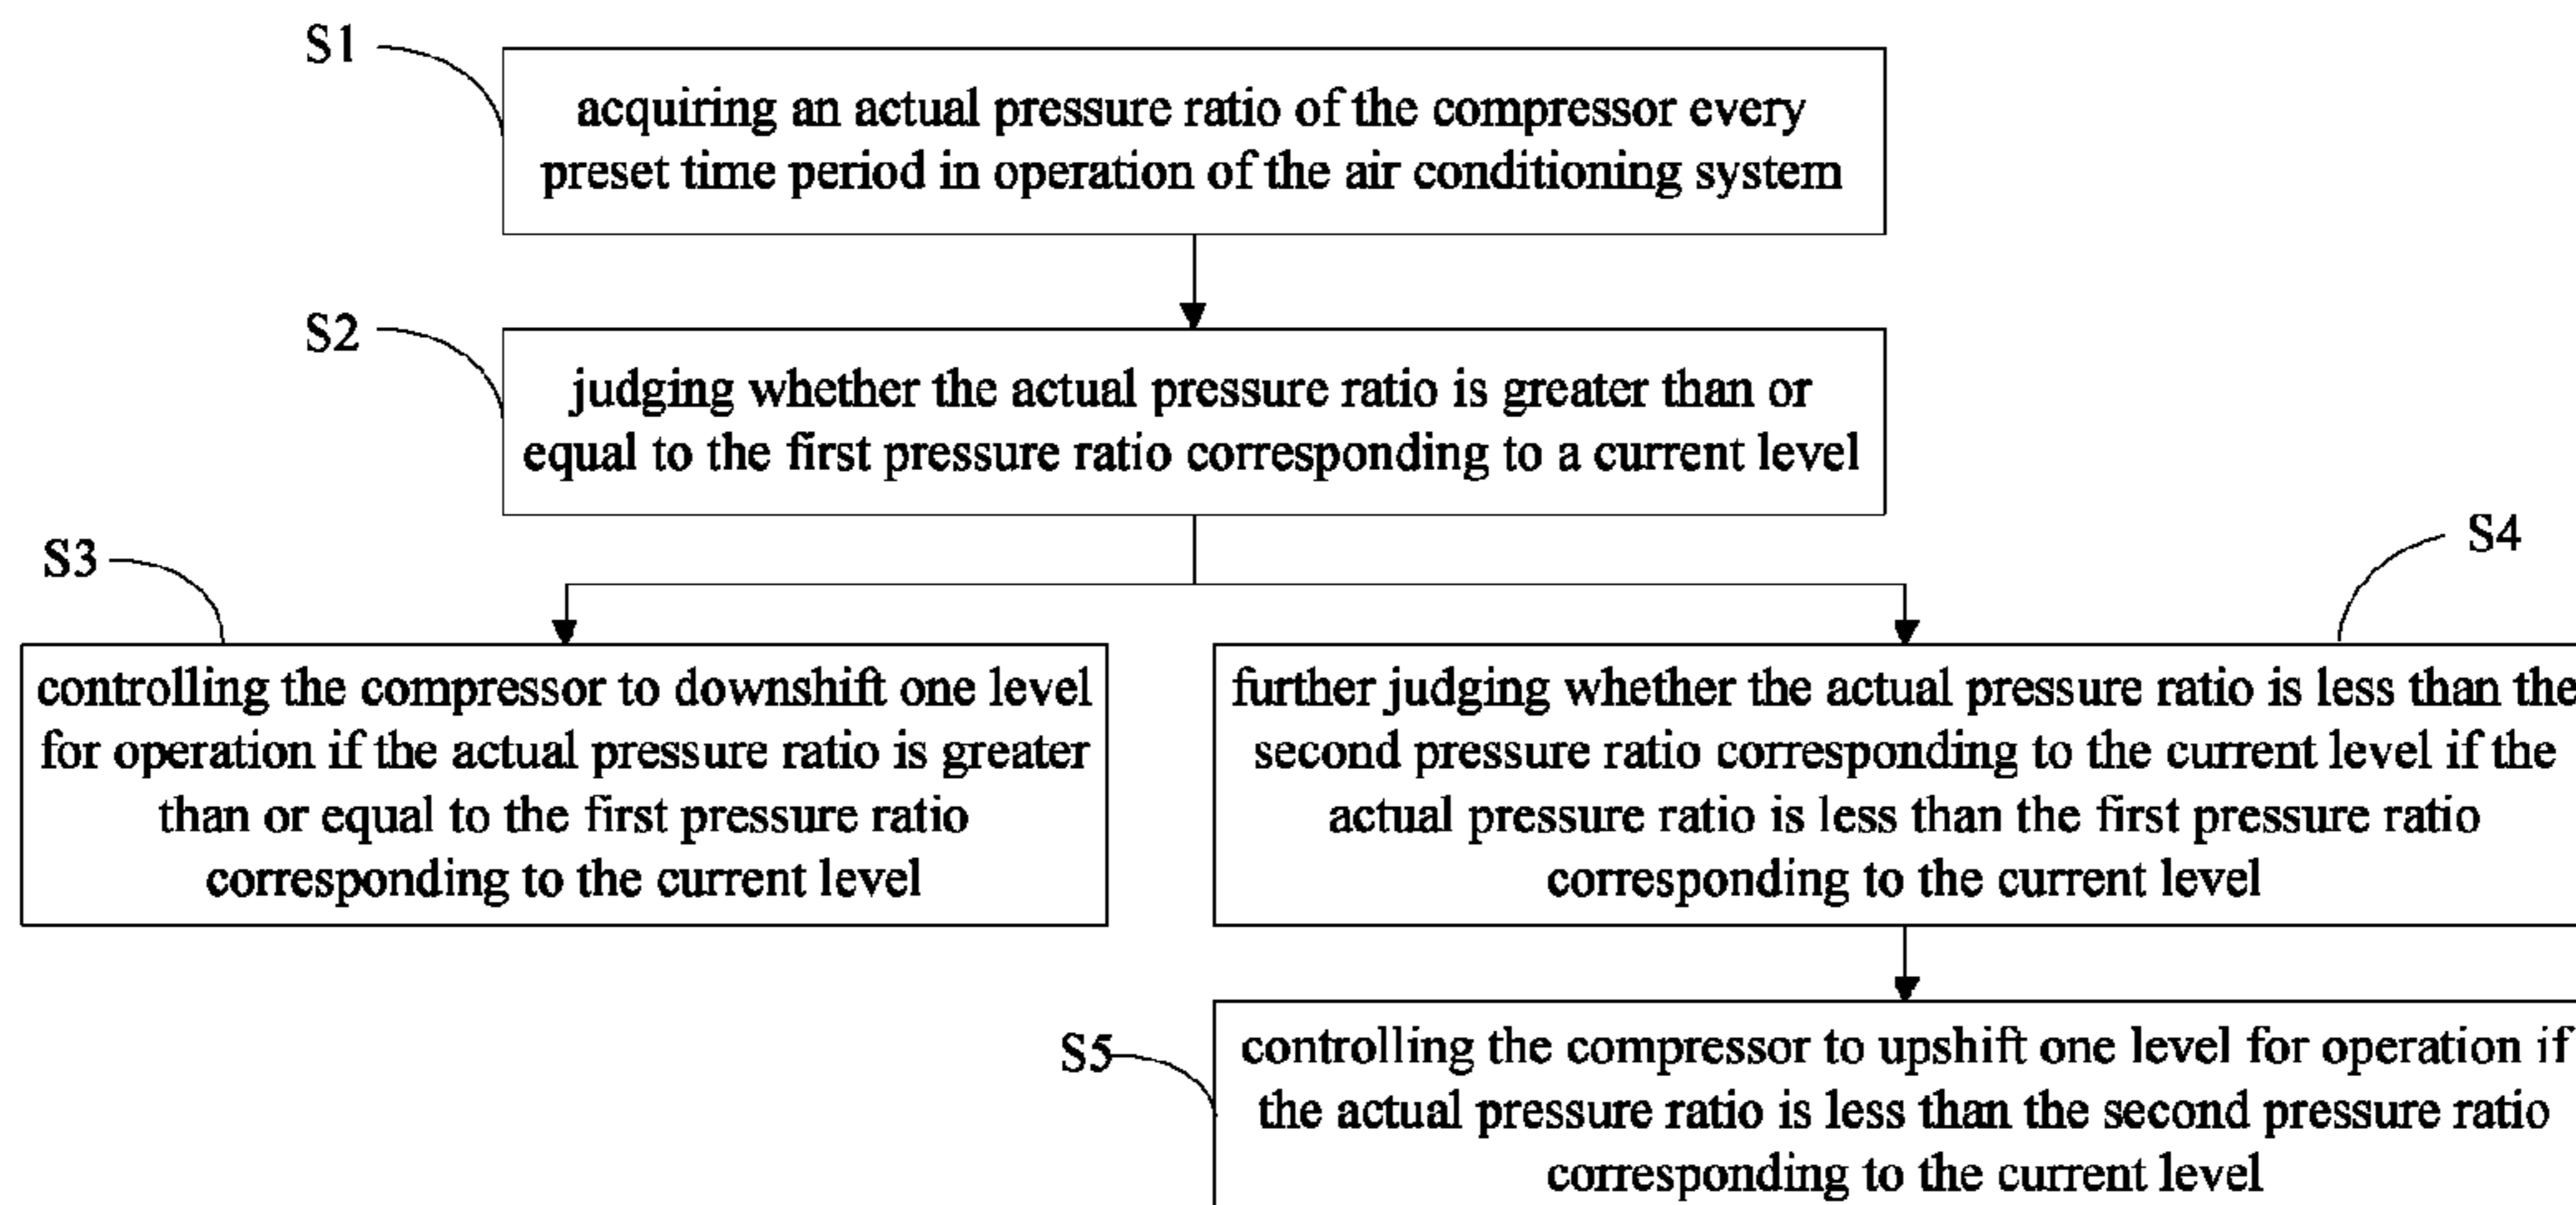 S1
acquiring an actual pressure ratio of the compressor every
preset time period in operation of the air conditioning system
S2
judging whether the actual pressure ratio is greater than or
equal to the first pressure ratio corresponding to a current level
S3
controlling the compressor to downshift one level
for operation if the actual pressure ratio is greater
than or equal to the first pressure ratio
corresponding to the current level
S4
further judging whether the actual pressure ratio is less than the
second pressure ratio corresponding to the current level if the
actual pressure ratio is less than the first pressure ratio
corresponding to the current level
S5
controlling the compressor to upshift one level for operation if
the actual pressure ratio is less than the second pressure ratio
corresponding to the current level